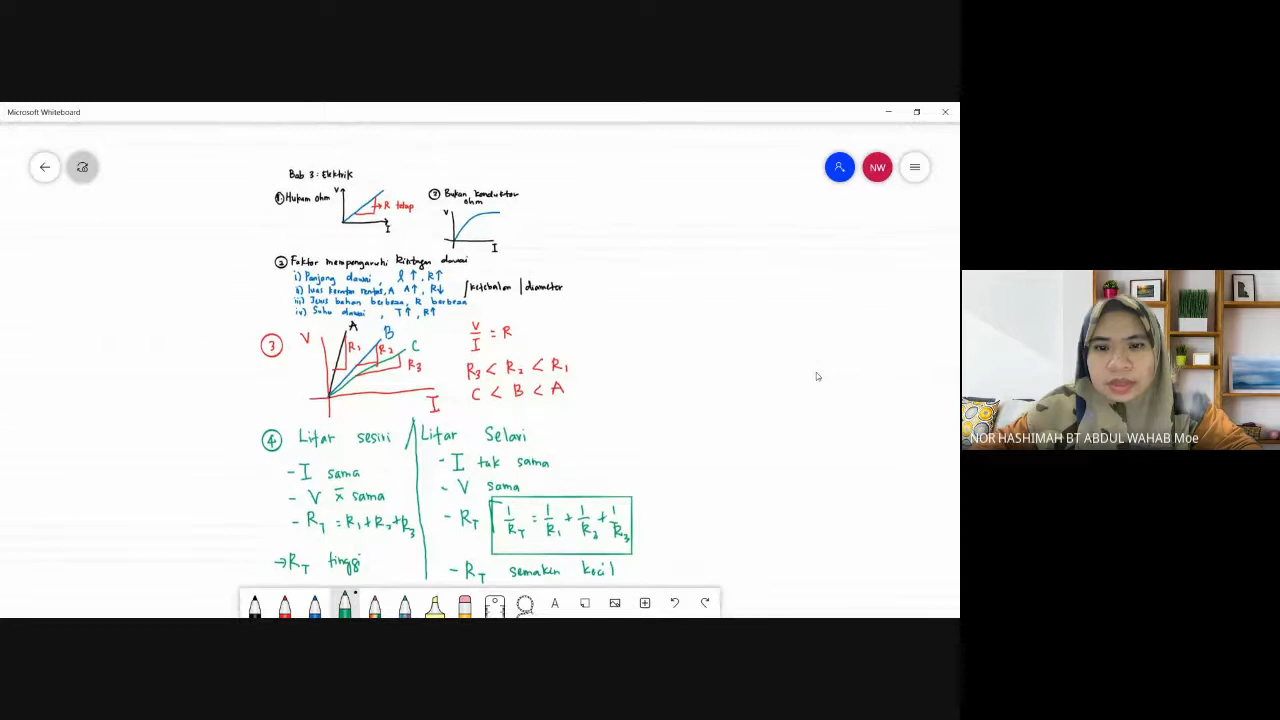 Microsoft Whiteboard
NW
Bab 3 : Elektrik
① Hukum ohm
V
R tetap
I
② Bukan konduktor
ohm
V
I
② Faktor mempengaruhi rintangan dawai
i) Panjang dawai, l ↑, R↑
ii) luas keratan rentas, A A↑, R↓ / ketebalan | diameter
iii) Jenis bahan berbeza, R berbeza
iv) Suhu dawai, T↑, R↑
③ V
A
B
C
R₁
R₂
R₃
I
V/I = R
R₃ < R₂ < R₁
C < B < A
④ Litar sesiri / Litar Selari
- I sama
- V x̄ sama
- R_T = R₁ + R₂ + R₃
→ R_T tinggi
- I tak sama
- V sama
- R_T 1/R_T = 1/R₁ + 1/R₂ + 1/R₃
- R_T semakin kecil
NOR HASHIMAH BT ABDUL WAHAB Moe